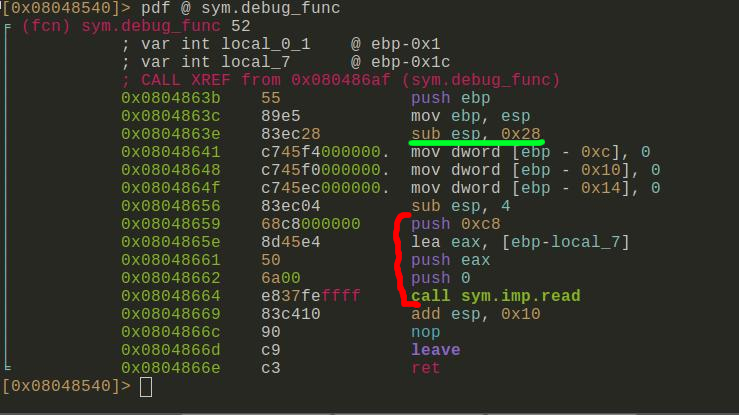 [0x08048540]> pdf @ sym.debug_func
(fcn) sym.debug_func 52
; var int local_0_1 @ ebp-0x1
; var int local_7 @ ebp-0x1c
; CALL XREF from 0x080486af (sym.debug_func)
0x0804863b 55 push ebp
0x0804863c 89e5 mov ebp, esp
0x0804863e 83ec28 sub esp, 0x28
0x08048641 c745f4000000. mov dword [ebp - 0xc], 0
0x08048648 c745f0000000. mov dword [ebp - 0x10], 0
0x0804864f c745ec000000. mov dword [ebp - 0x14], 0
0x08048656 83ec04 sub esp, 4
0x08048659 68c8000000 push 0xc8
0x0804865e 8d45e4 lea eax, [ebp-local_7]
0x08048661 50 push eax
0x08048662 6a00 push 0
0x08048664 e837feffff call sym.imp.read
0x08048669 83c410 add esp, 0x10
0x0804866c 90 nop
0x0804866d c9 leave
0x0804866e c3 ret
[0x08048540]>